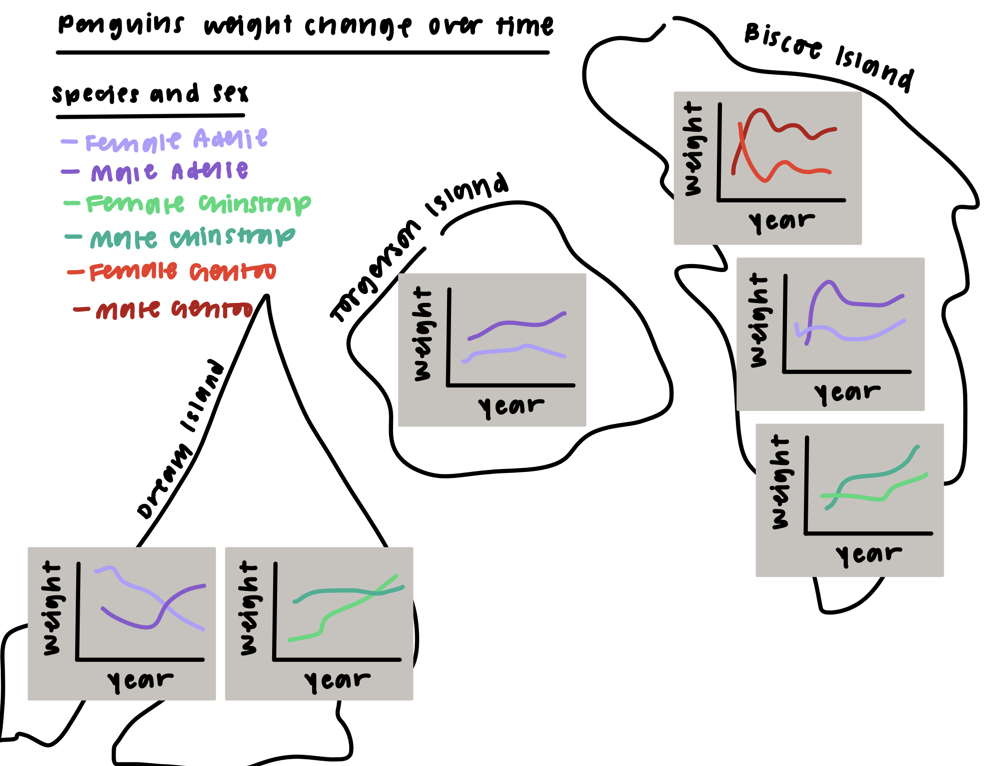 Penguins weight change over time
Species and Sex
- Female Adelie
- Male Adelie
- Female Chinstrap
- Male Chinstrap
- Female Gentoo
- Male Gentoo
Biscoe Island
weight
year
weight
year
weight
year
Torgerson Island
weight
year
Dream Island
weight
year
weight
year